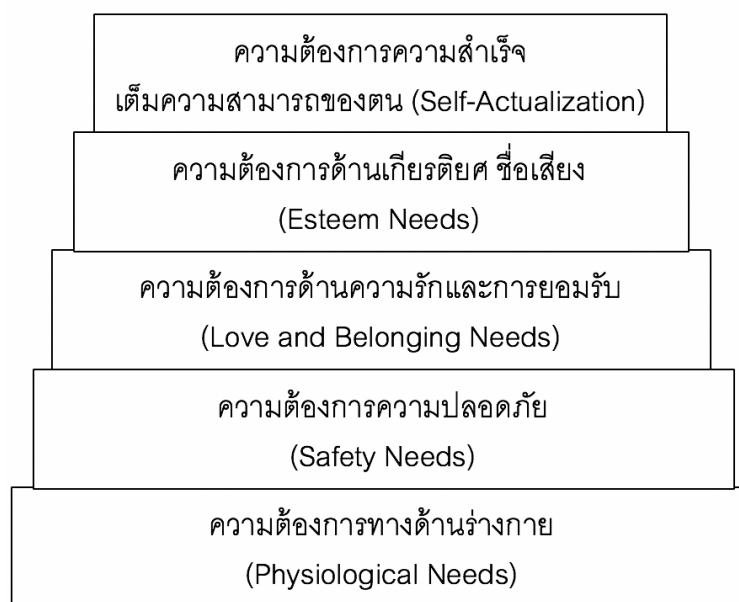 ความต้องการความสำเร็จ
เต็มความสามารถของตน (Self-Actualization)
ความต้องการด้านเกียรติยศ ชื่อเสียง
(Esteem Needs)
ความต้องการด้านความรักและการยอมรับ
(Love and Belonging Needs)
ความต้องการความปลอดภัย
(Safety Needs)
ความต้องการทางด้านร่างกาย
(Physiological Needs)